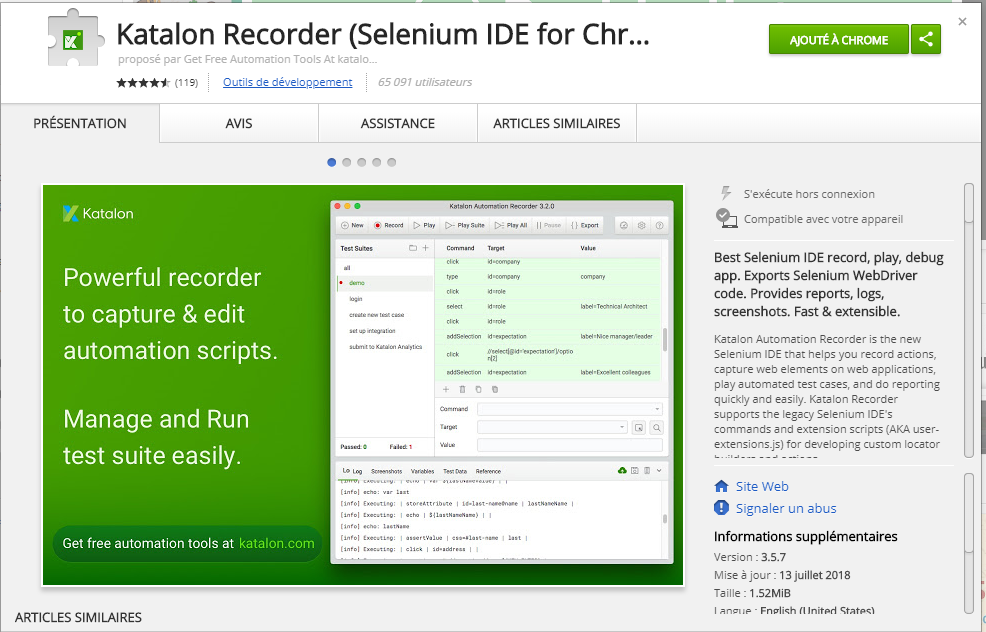 Katalon Recorder (Selenium IDE for Chr...
proposé par Get Free Automation Tools At katalo...
(119)
Outils de développement
65 091 utilisateurs
AJOUTÉ À CHROME
PRÉSENTATION
AVIS
ASSISTANCE
ARTICLES SIMILAIRES
Katalon
Powerful recorder
to capture & edit
automation scripts.
Manage and Run
test suite easily.
Get free automation tools at katalon.com
Katalon Automation Recorder 3.2.0
New Record Play Play Suite Play All Pause Export
Test Suites
all
demo
login
create new test case
set up integration
submit to Katalon Analytics
Passed: 0 Failed: 1
Command Target Value
click id=company
type id=company company
click id=role
select id=role label=Technical Architect
click id=role
addSelection id=expectation label=Nice manager/leader
click //select[@id='expectation']/optio
n[2]
addSelection id=expectation label=Excellent colleagues
Command
Target
Value
Lo Log Screenshots Variables Test Data Reference
[info] Executing: | echo | var ${lastNameValue} | |
[info] echo: var last
[info] Executing: | storeAttribute | id=last-name@name | lastNameName |
[info] Executing: | echo | ${lastNameName} | |
[info] echo: lastName
[info] Executing: | assertValue | css=#last-name | last |
[info] Executing: | click | id=address | |
S'exécute hors connexion
Compatible avec votre appareil
Best Selenium IDE record, play, debug
app. Exports Selenium WebDriver
code. Provides reports, logs,
screenshots. Fast & extensible.
Katalon Automation Recorder is the new
Selenium IDE that helps you record actions,
capture web elements on web applications,
play automated test cases, and do reporting
quickly and easily. Katalon Recorder
supports the legacy Selenium IDE's
commands and extension scripts (AKA user-
extensions.js) for developing custom locator
builders and actions.
Site Web
Signaler un abus
Informations supplémentaires
Version : 3.5.7
Mise à jour : 13 juillet 2018
Taille : 1.52MiB
Langue : English (United States)
ARTICLES SIMILAIRES